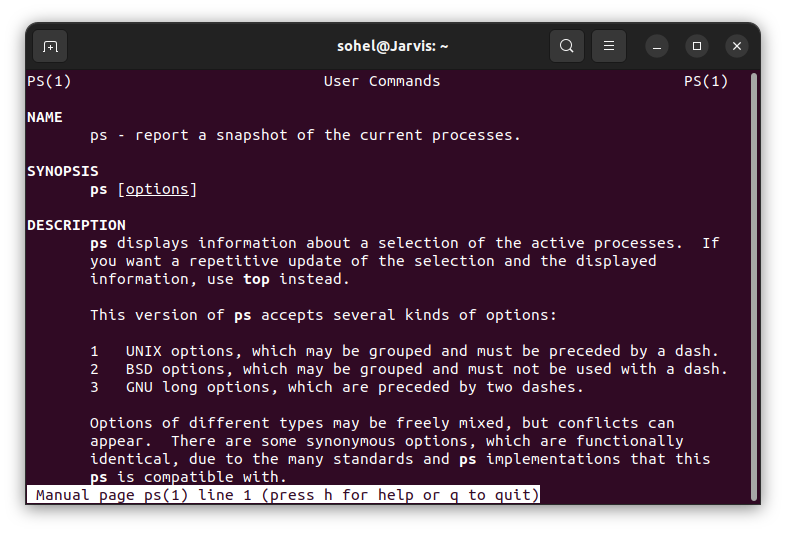 sohel@Jarvis: ~
PS(1) User Commands PS(1)
NAME
ps - report a snapshot of the current processes.
SYNOPSIS
ps [options]
DESCRIPTION
ps displays information about a selection of the active processes. If
you want a repetitive update of the selection and the displayed
information, use top instead.
This version of ps accepts several kinds of options:
1 UNIX options, which may be grouped and must be preceded by a dash.
2 BSD options, which may be grouped and must not be used with a dash.
3 GNU long options, which are preceded by two dashes.
Options of different types may be freely mixed, but conflicts can
appear. There are some synonymous options, which are functionally
identical, due to the many standards and ps implementations that this
ps is compatible with.
Manual page ps(1) line 1 (press h for help or q to quit)